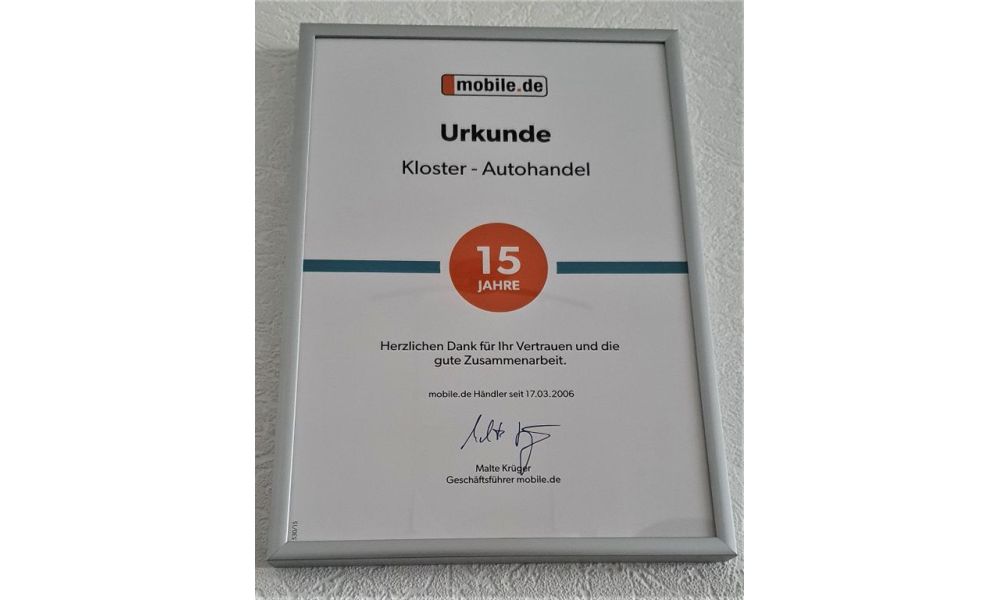 mobile.de
Urkunde
Kloster - Autohandel
15
JAHRE
Herzlichen Dank für Ihr Vertrauen und die
gute Zusammenarbeit.
mobile.de Händler seit 17.03.2006
Malte Krüger
Geschäftsführer mobile.de